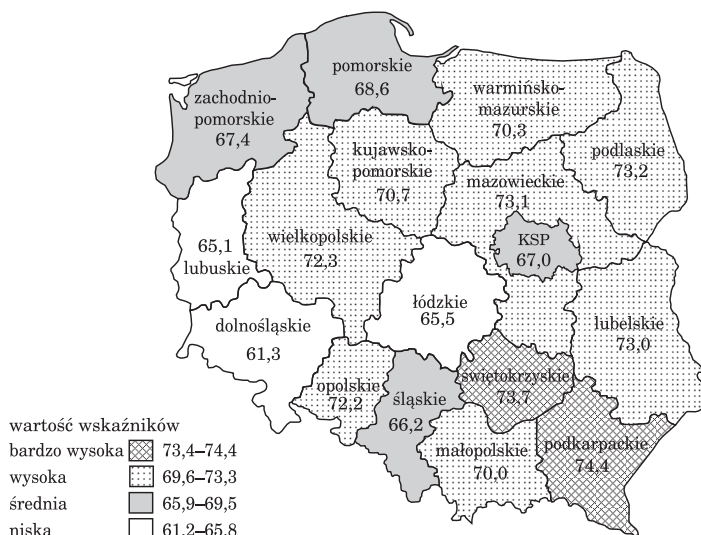 pomorskie
68,6
zachodnio-
pomorskie
67,4
warmińsko-
mazurskie
70,3
podlaskie
73,2
kujawsko-
pomorskie
70,7
mazowieckie
73,1
KSP
67,0
65,1
lubuskie
wielkopolskie
72,3
łódzkie
65,5
dolnośląskie
61,3
lubelskie
73,0
opolskie
72,2
śląskie
66,2
świętokrzyskie
73,7
małopolskie
70,0
podkarpackie
74,4
wartość wskaźników
bardzo wysoka 73,4–74,4
wysoka 69,6–73,3
średnia 65,9–69,5
niska 61,2–65,8